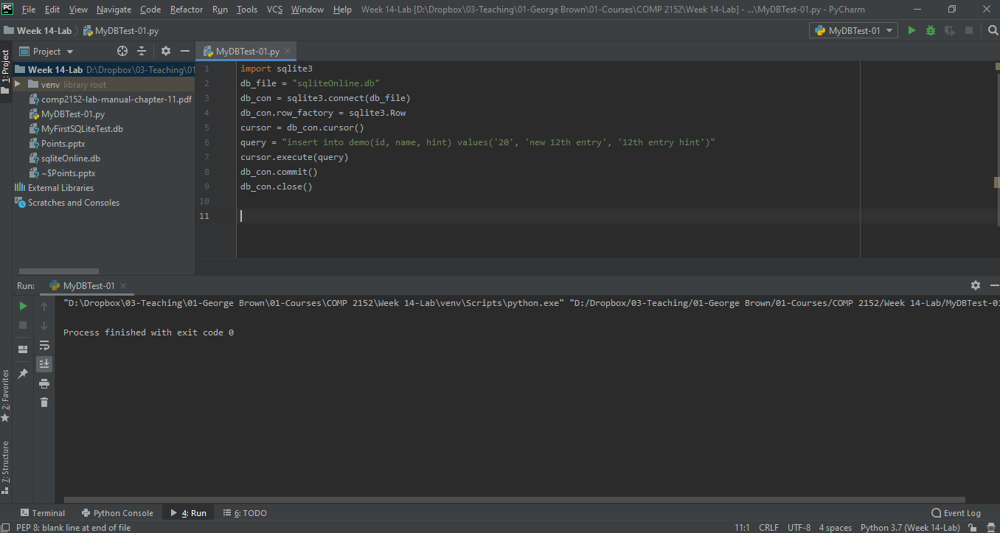 PC File Edit View Navigate Code Refactor Run Tools VCS Window Help Week 14-Lab [D:\Dropbox\03-Teaching\01-George Brown\01-Courses\COMP 2152\Week 14-Lab] - ...\MyDBTest-01.py - PyCharm
Week 14-Lab MyDBTest-01.py MyDBTest-01
1: Project
Project
Week 14-Lab D:\Dropbox\03-Teaching\01
venv library root
comp2152-lab-manual-chapter-11.pdf
MyDBTest-01.py
MyFirstSQLiteTest.db
Points.pptx
sqliteOnline.db
~$Points.pptx
External Libraries
Scratches and Consoles
MyDBTest-01.py
1 import sqlite3
2 db_file = "sqliteOnline.db"
3 db_con = sqlite3.connect(db_file)
4 db_con.row_factory = sqlite3.Row
5 cursor = db_con.cursor()
6 query = "insert into demo(id, name, hint) values('20', 'new 12th entry', '12th entry hint')"
7 cursor.execute(query)
8 db_con.commit()
9 db_con.close()
10
11
Run: MyDBTest-01
"D:\Dropbox\03-Teaching\01-George Brown\01-Courses\COMP 2152\Week 14-Lab\venv\Scripts\python.exe" "D:/Dropbox/03-Teaching/01-George Brown/01-Courses/COMP 2152/Week 14-Lab/MyDBTest-01
Process finished with exit code 0
2: Favorites
7: Structure
Terminal Python Console 4: Run 6: TODO Event Log
PEP 8: blank line at end of file 11:1 CRLF UTF-8 4 spaces Python 3.7 (Week 14-Lab)